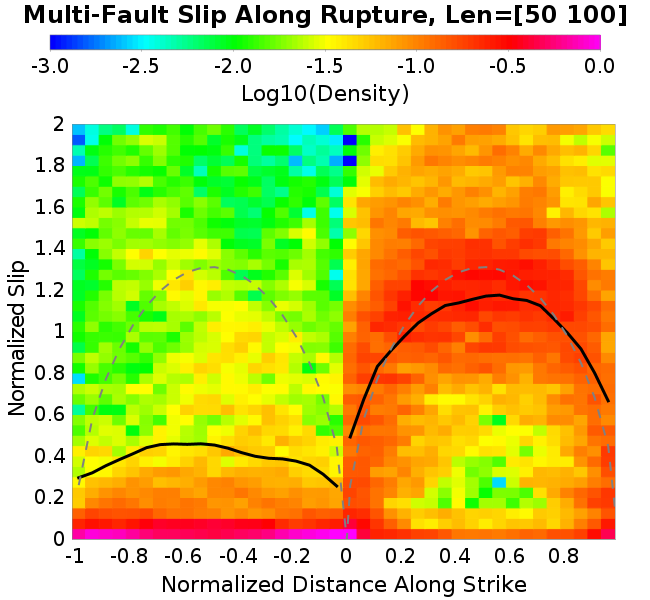 Multi-Fault Slip Along Rupture, Len=[50 100]
-3.0 -2.5 -2.0 -1.5 -1.0 -0.5 0.0
Log10(Density)
2
1.8
1.6
1.4
1.2
1
0.8
0.6
0.4
0.2
0
Normalized Slip
-1 -0.8 -0.6 -0.4 -0.2 0 0.2 0.4 0.6 0.8
Normalized Distance Along Strike